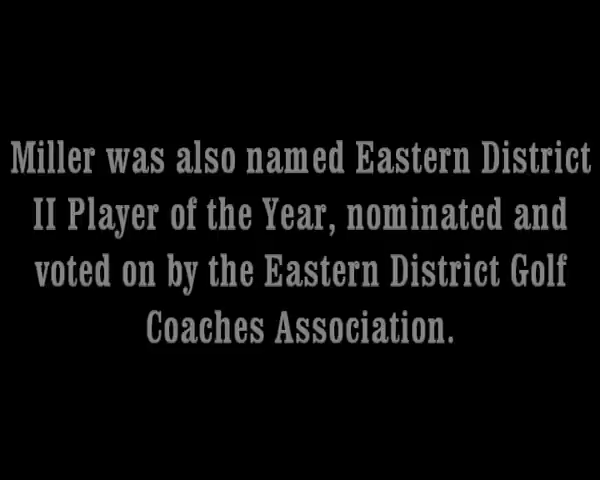 Miller was also named Eastern District
II Player of the Year, nominated and
voted on by the Eastern District Golf
Coaches Association.